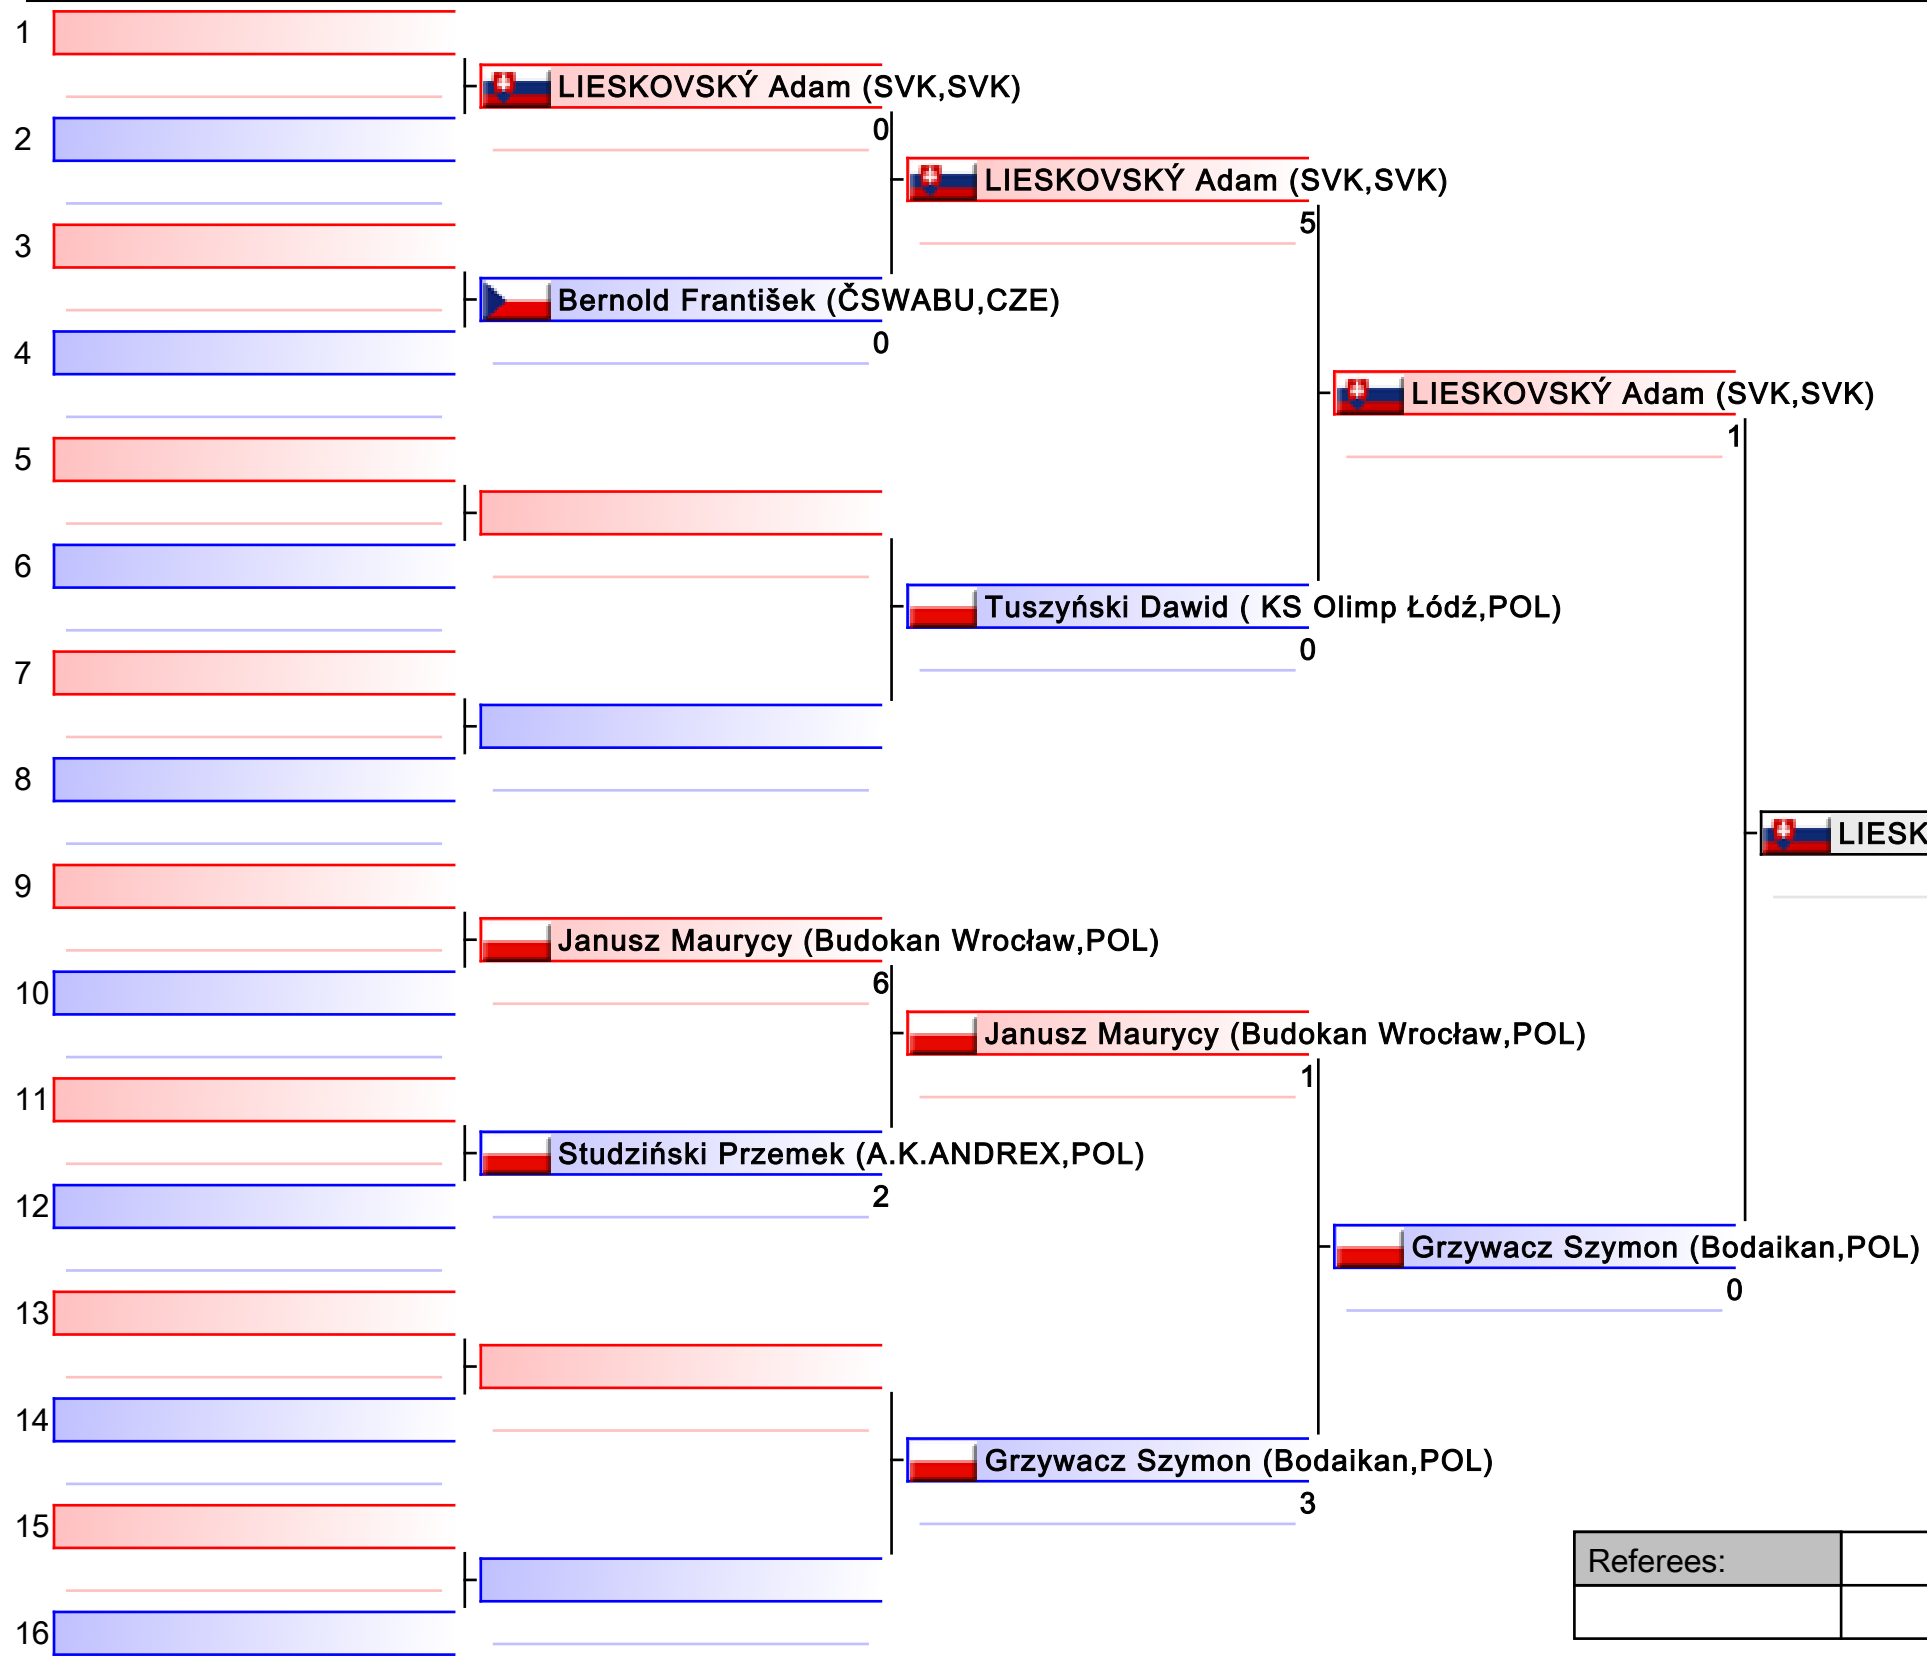 1
LIESKOVSKÝ Adam (SVK,SVK)
0
2
LIESKOVSKÝ Adam (SVK,SVK)
5
3
Bernold František (ČSWABU,CZE)
0
4
LIESKOVSKÝ Adam (SVK,SVK)
1
5
6
Tuszyński Dawid ( KS Olimp Łódź,POL)
0
7
8
LIESK
9
Janusz Maurycy (Budokan Wrocław,POL)
6
10
Janusz Maurycy (Budokan Wrocław,POL)
1
11
Studziński Przemek (A.K.ANDREX,POL)
2
12
Grzywacz Szymon (Bodaikan,POL)
0
13
14
Grzywacz Szymon (Bodaikan,POL)
3
15
Referees:
16